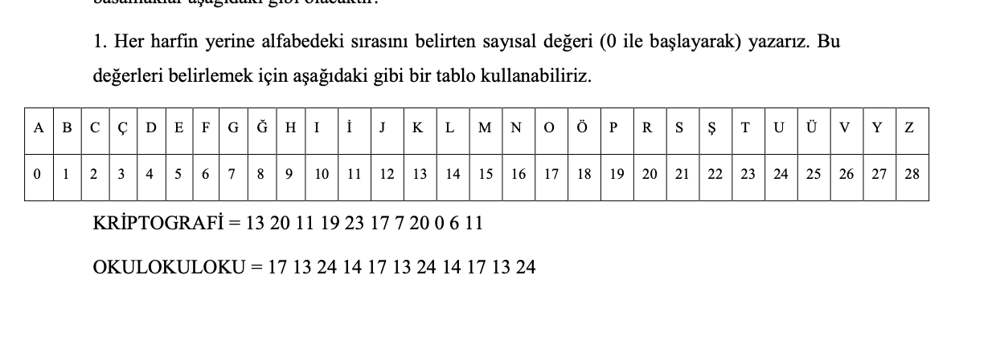 basamaklar aşağıdaki gibi olacaktır.
1. Her harfin yerine alfabedeki sırasını belirten sayısal değeri (0 ile başlayarak) yazarız. Bu
değerleri belirlemek için aşağıdaki gibi bir tablo kullanabiliriz.
A B C Ç D E F G Ğ H I İ J K L M N O Ö P R S Ş T U Ü V Y Z
0 1 2 3 4 5 6 7 8 9 10 11 12 13 14 15 16 17 18 19 20 21 22 23 24 25 26 27 28
KRİPTOGRAFİ = 13 20 11 19 23 17 7 20 0 6 11
OKULOKULOKU = 17 13 24 14 17 13 24 14 17 13 24